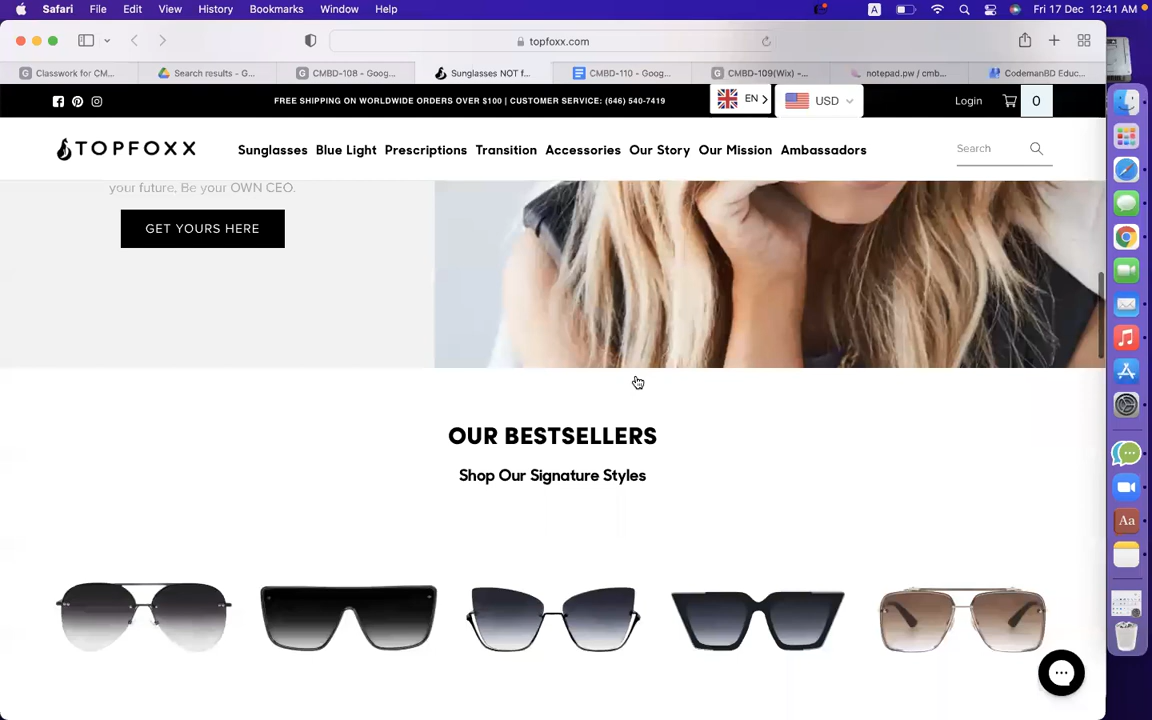 Safari File Edit View History Bookmarks Window Help A Fri 17 Dec 12:41 AM
topfoxx.com
Classwork for CM... Search results - G... CMBD-108 – Goog... Sunglasses NOT f... CMBD-110 - Goog... CMBD-109(Wix) –... notepad.pw / cmb... CodemanBD Educ...
FREE SHIPPING ON WORLDWIDE ORDERS OVER $100 | CUSTOMER SERVICE: (646) 540-7419 EN USD Login 0
TOPFOXX Sunglasses Blue Light Prescriptions Transition Accessories Our Story Our Mission Ambassadors Search
your future, Be your OWN CEO.
GET YOURS HERE
OUR BESTSELLERS
Shop Our Signature Styles
Aa